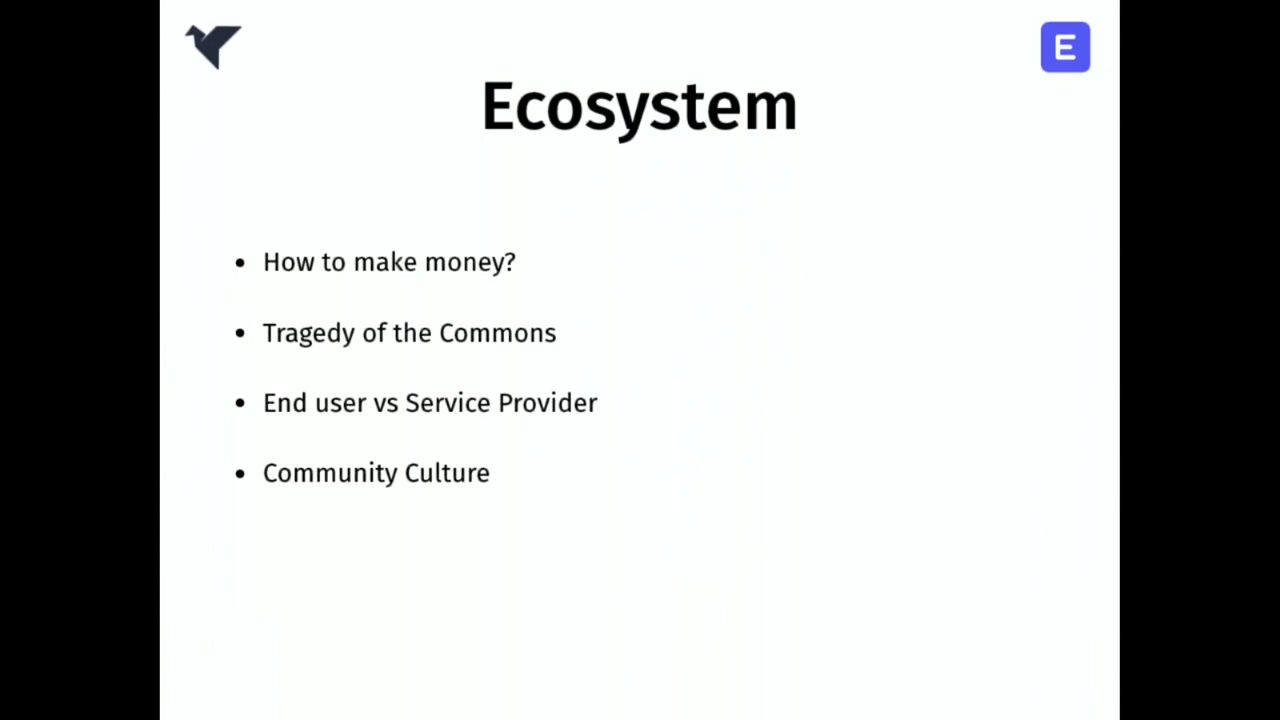 E
Ecosystem
• How to make money?
• Tragedy of the Commons
• End user vs Service Provider
• Community Culture